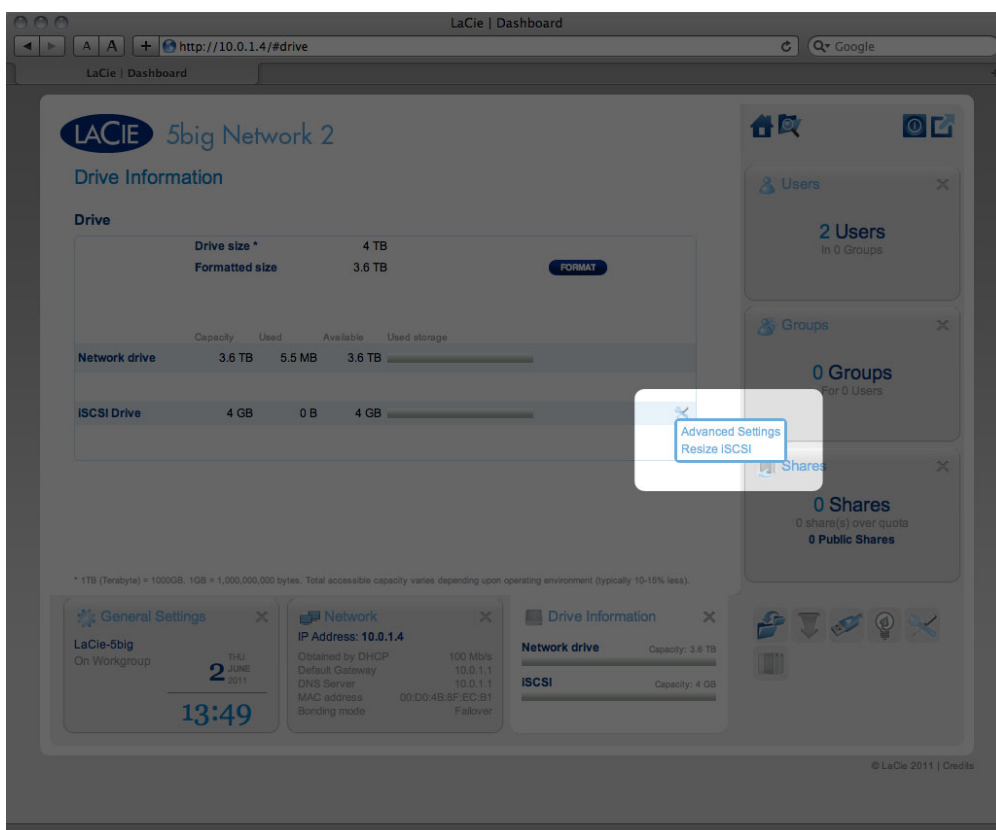 LaCie | Dashboard
A A + http://10.0.1.4/#drive Google
LaCie | Dashboard
LACIE 5big Network 2
Drive Information
Drive
Drive size * 4 TB
Formatted size 3.6 TB FORMAT
Capacity Used Available Used storage
Network drive 3.6 TB 5.5 MB 3.6 TB
iSCSI Drive 4 GB 0 B 4 GB
Advanced Settings
Resize iSCSI
* 1TB (Terabyte) = 1000GB. 1GB = 1,000,000,000 bytes. Total accessible capacity varies depending upon operating environment (typically 10-15% less).
Users
2 Users
In 0 Groups
Groups
0 Groups
For 0 Users
Shares
0 Shares
0 share(s) over quota
0 Public Shares
General Settings
LaCie-5big
On Workgroup
2 THU JUNE 2011
13:49
Network
IP Address: 10.0.1.4
Obtained by DHCP 100 Mb/s
Default Gateway 10.0.1.1
DNS Server 10.0.1.1
MAC address 00:D0:4B:8F:EC:B1
Bonding mode Failover
Drive Information
Network drive Capacity: 3.6 TB
iSCSI Capacity: 4 GB
© LaCie 2011 | Credits